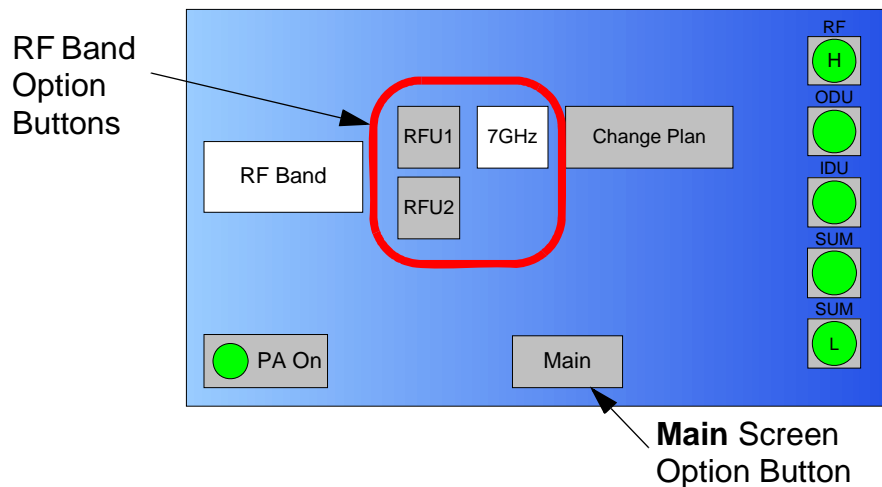 RF Band
Option
Buttons
RF Band
RFU1
7GHz
Change Plan
RFU2
PA On
Main
RF
H
ODU
IDU
SUM
SUM
L
Main Screen
Option Button